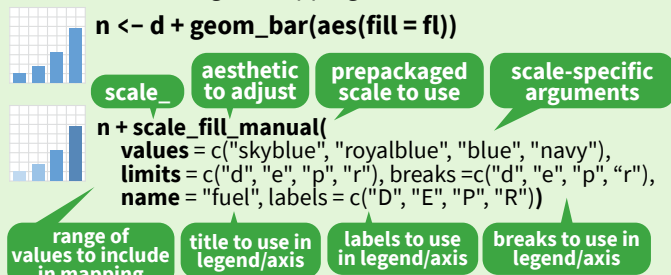 n <- d + geom_bar(aes(fill = fl))
scale_
aesthetic
to adjust
prepackaged
scale to use
scale-specific
arguments
n + scale_fill_manual(
values = c("skyblue", "royalblue", "blue", "navy"),
limits = c("d", "e", "p", "r"), breaks =c("d", "e", "p", “r"),
name = "fuel", labels = c("D", "E", "P", "R"))
range of
values to include
in mapping
title to use in
legend/axis
labels to use
in legend/axis
breaks to use in
legend/axis